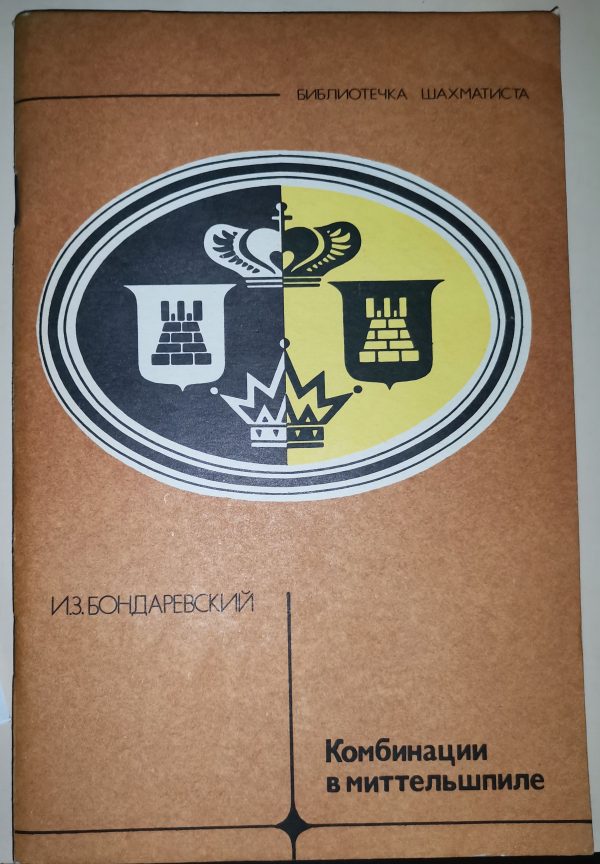 БИБЛИОТЕЧКА ШАХМАТИСТА
И.З.БОНДАРЕВСКИЙ
Комбинации
в миттельшпиле